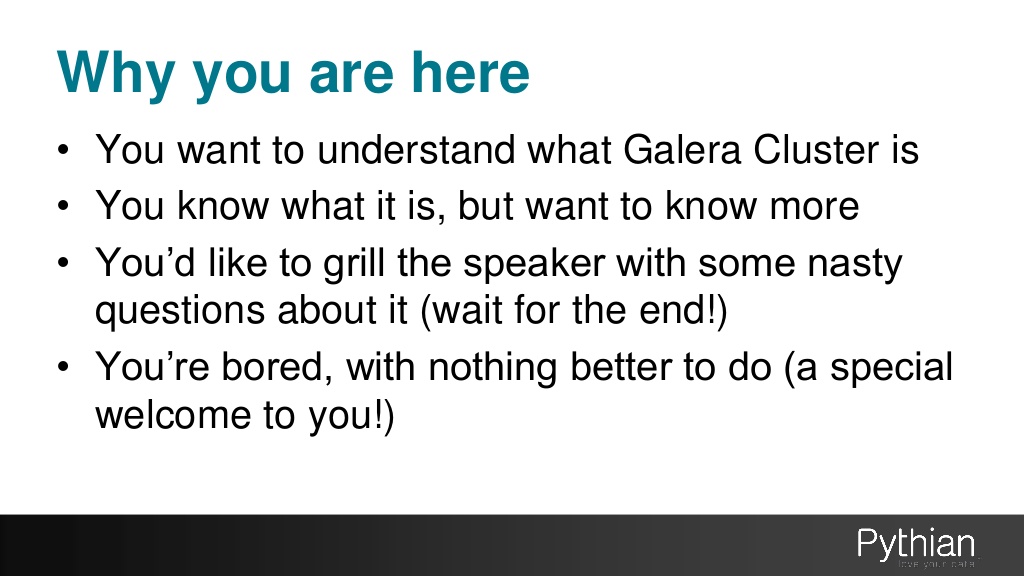 Why you are here
• You want to understand what Galera Cluster is
• You know what it is, but want to know more
• You’d like to grill the speaker with some nasty
questions about it (wait for the end!)
• You’re bored, with nothing better to do (a special
welcome to you!)
Pythian
love your data